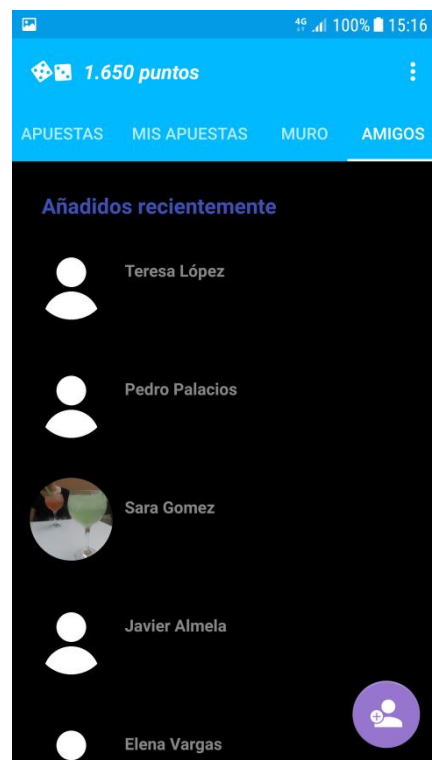 4G 100% 15:16
1.650 puntos
APUESTAS MIS APUESTAS MURO AMIGOS
Añadidos recientemente
Teresa López
Pedro Palacios
Sara Gomez
Javier Almela
Elena Vargas